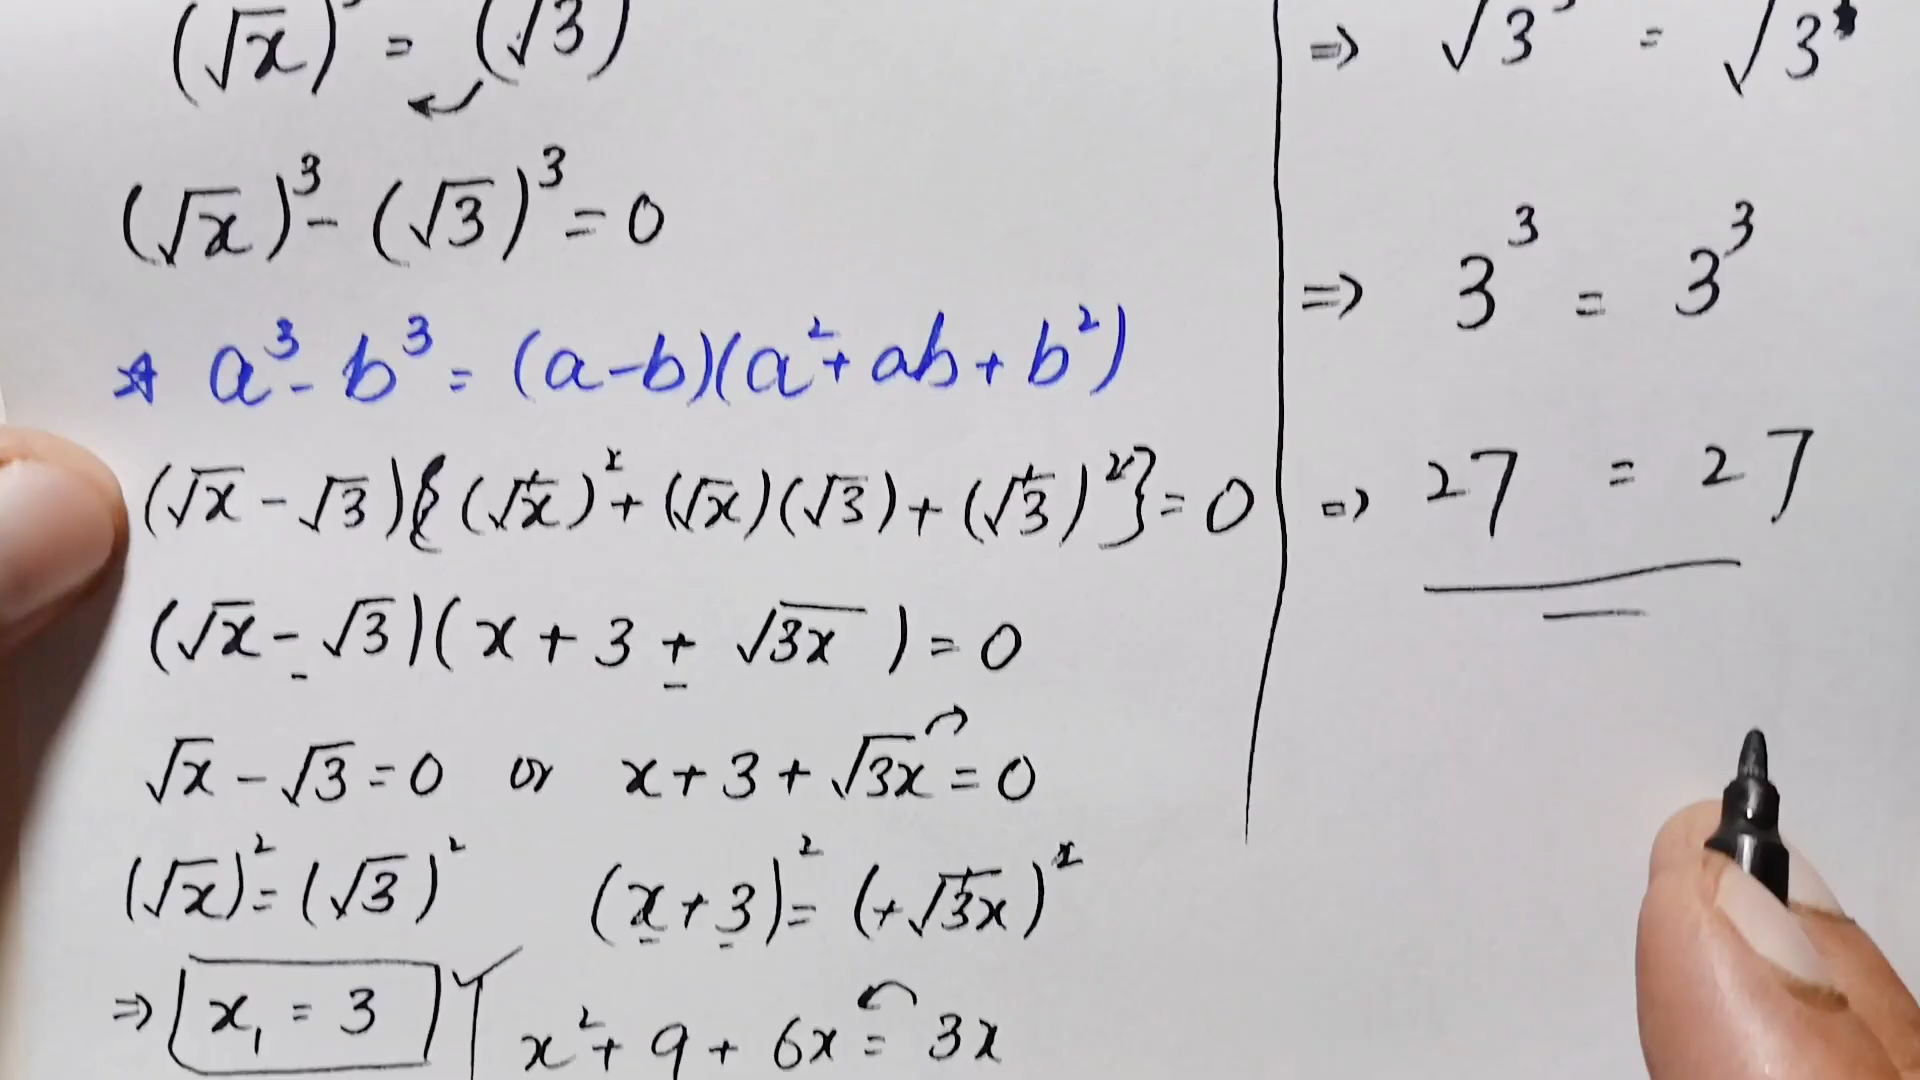 (√x)³ = (√3)
(√x)³ - (√3)³ = 0
* a³ - b³ = (a-b)(a² + ab + b²)
(√x - √3){(√x)² + (√x)(√3) + (√3)²} = 0
(√x - √3)(x + 3 + √3x) = 0
√x - √3 = 0 or x + 3 + √3x = 0
(√x)² = (√3)² (x + 3)² = (+√3x)²
⇒ x₁ = 3 ✓ x² + 9 + 6x = 3x
⇒ √3³ = √3
⇒ 3³ = 3³
⇒ 27 = 27